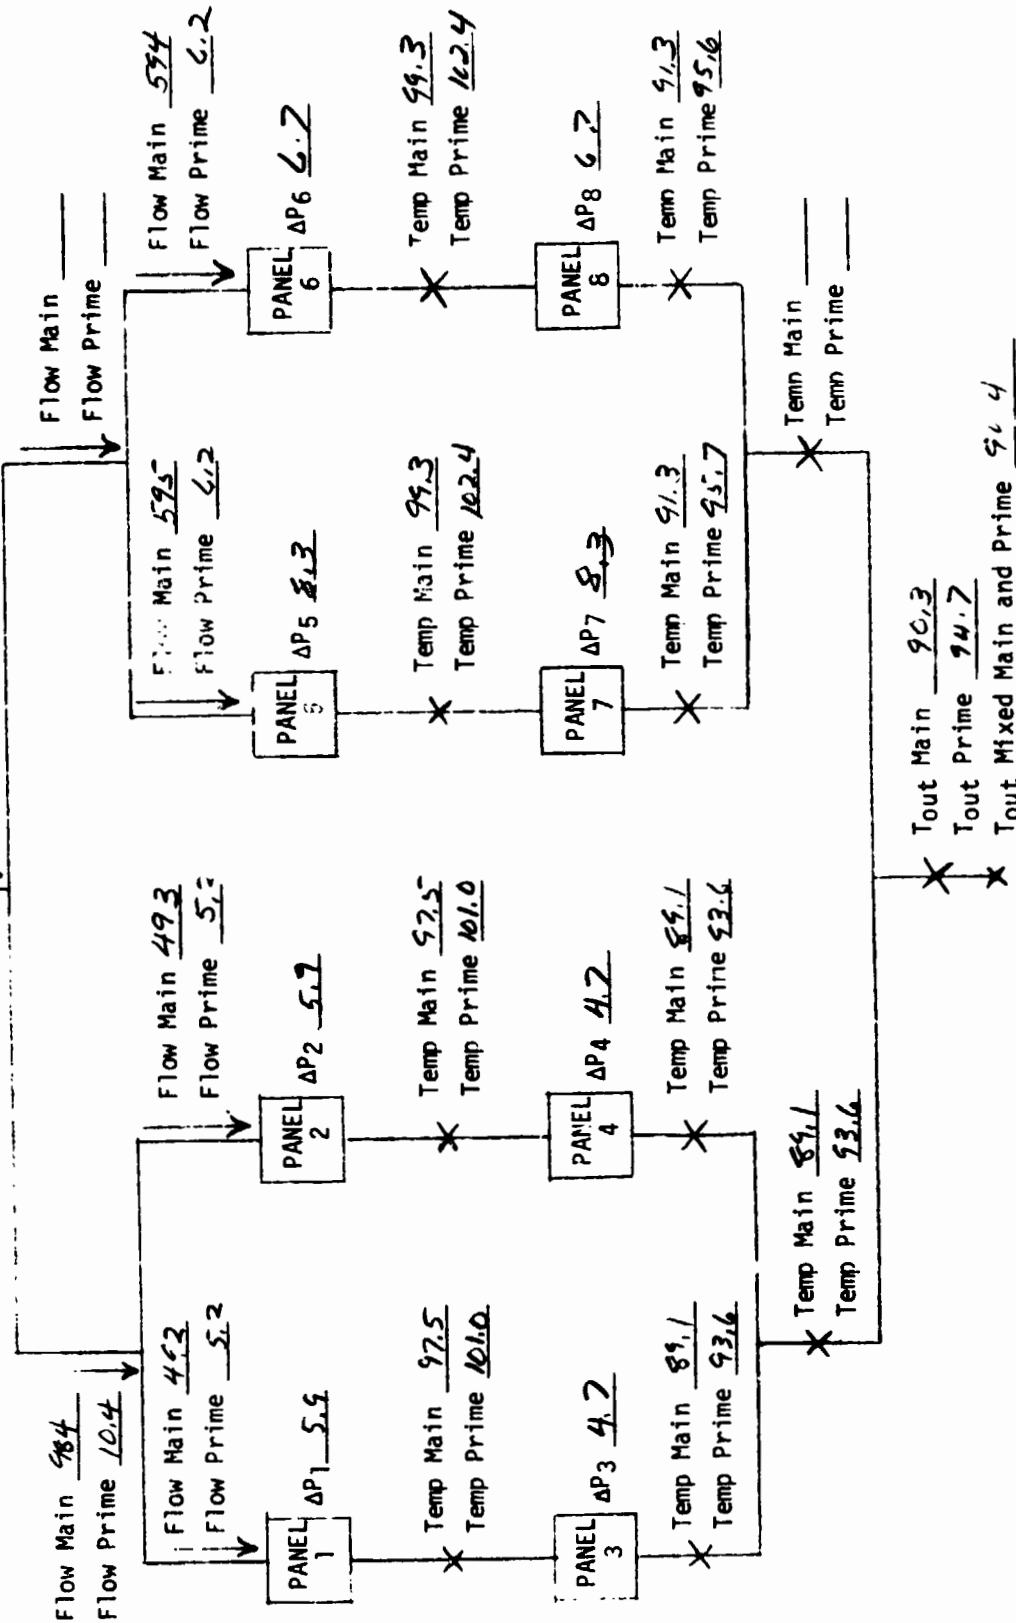 Flow Main 984
Flow Prime 10.4
Flow Main
Flow Prime
Flow Main 493
Flow Prime 5.2
Flow Main 493
Flow Prime
Flow Main 595
Flow Prime 6.2
Flow Main 594
Flow Prime 6.2
PANEL 1
ΔP1 5.9
PANEL 2
ΔP2 5.9
PANEL
ΔP5 8.3
PANEL 6
ΔP6 6.7
Temp Main 97.5
Temp Prime 101.0
Temp Main 97.5
Temp Prime 101.0
Temp Main 99.3
Temp Prime 102.4
Temp Main 99.3
Temp Prime 102.4
PANEL 3
ΔP3 4.7
PANEL 4
ΔP4 4.7
PANEL 7
ΔP7 8.3
PANEL 8
ΔP8 6.7
Temp Main 89.1
Temp Prime 93.6
Temp Main 89.1
Temp Prime 93.6
Temp Main 91.3
Temp Prime 95.7
Temp Main 91.3
Temp Prime 95.6
Temp Main 89.1
Temp Prime 93.6
Temp Main
Temp Prime
Tout Main 90.3
Tout Prime 94.7
Tout Mixed Main and Prime